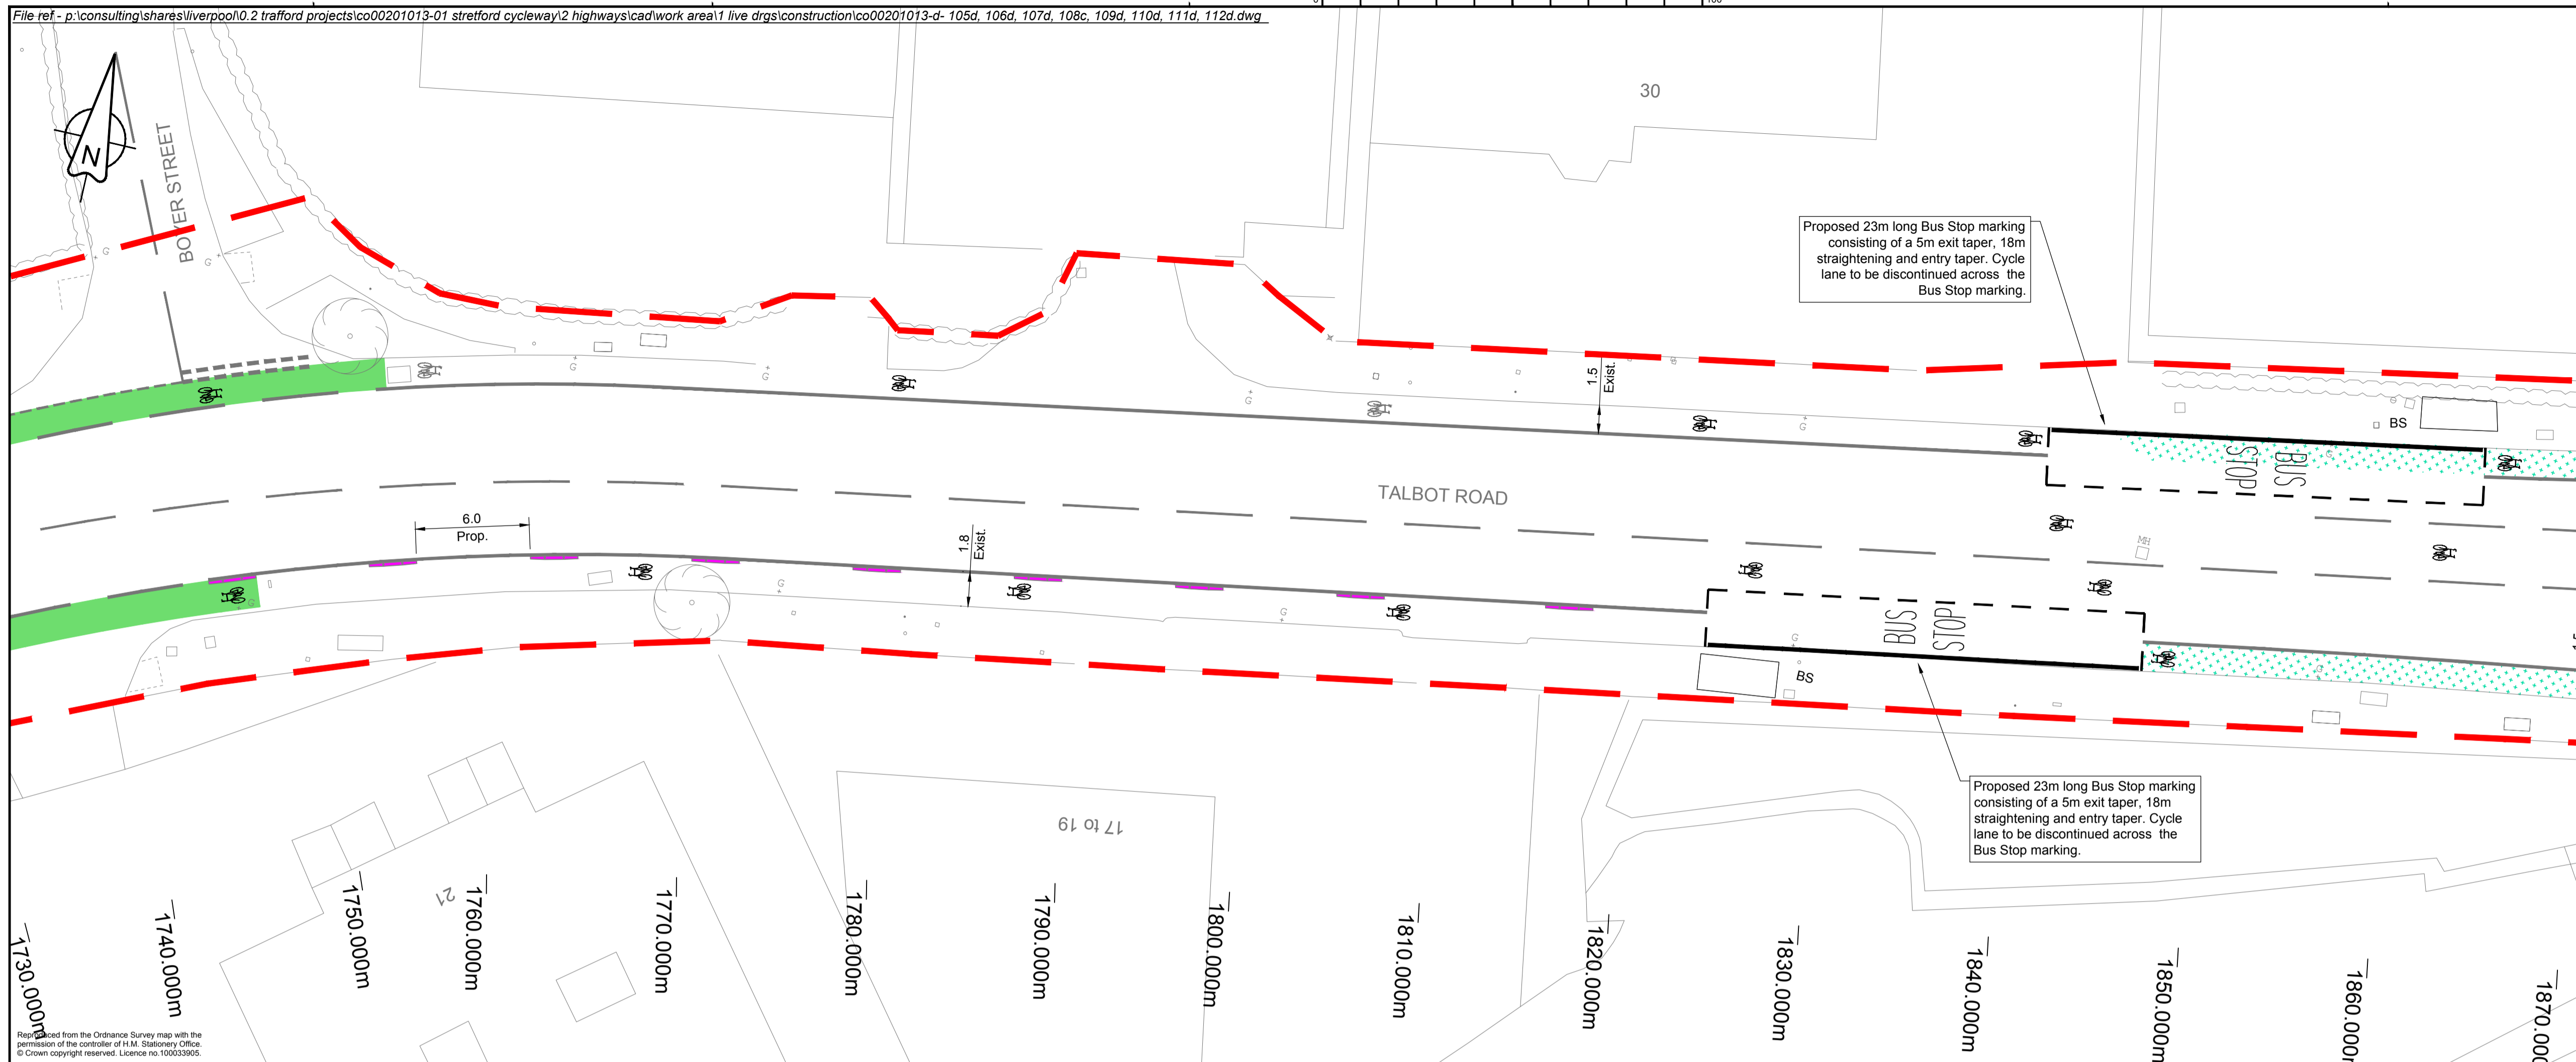 File ref - p:\consulting\shares\liverpool\0.2 trafford projects\co00201013-01 stretford cycleway\2 highways\cad\work area\1 live drgs\construction\co00201013-d- 105d, 106d, 107d, 108c, 109d, 110d, 111d, 112d.dwg
N
BOYER STREET
G
G
30
Proposed 23m long Bus Stop marking
consisting of a 5m exit taper, 18m
straightening and entry taper. Cycle
lane to be discontinued across the
Bus Stop marking.
G
G
G
G
1.5
Exist.
BS
G
BUS
STOP
TALBOT ROAD
6.0
Prop.
1.8
Exist.
MH
G
G
G
G
BUS
STOP
BS
Proposed 23m long Bus Stop marking
consisting of a 5m exit taper, 18m
straightening and entry taper. Cycle
lane to be discontinued across the
Bus Stop marking.
17 to 19
21
1730.000m
1740.000m
1750.000m
1760.000m
1770.000m
1780.000m
1790.000m
1800.000m
1810.000m
1820.000m
1830.000m
1840.000m
1850.000m
Reproduced from the Ordnance Survey map with the
permission of the controller of H.M. Stationery Office.
© Crown copyright reserved. Licence no.100033905.